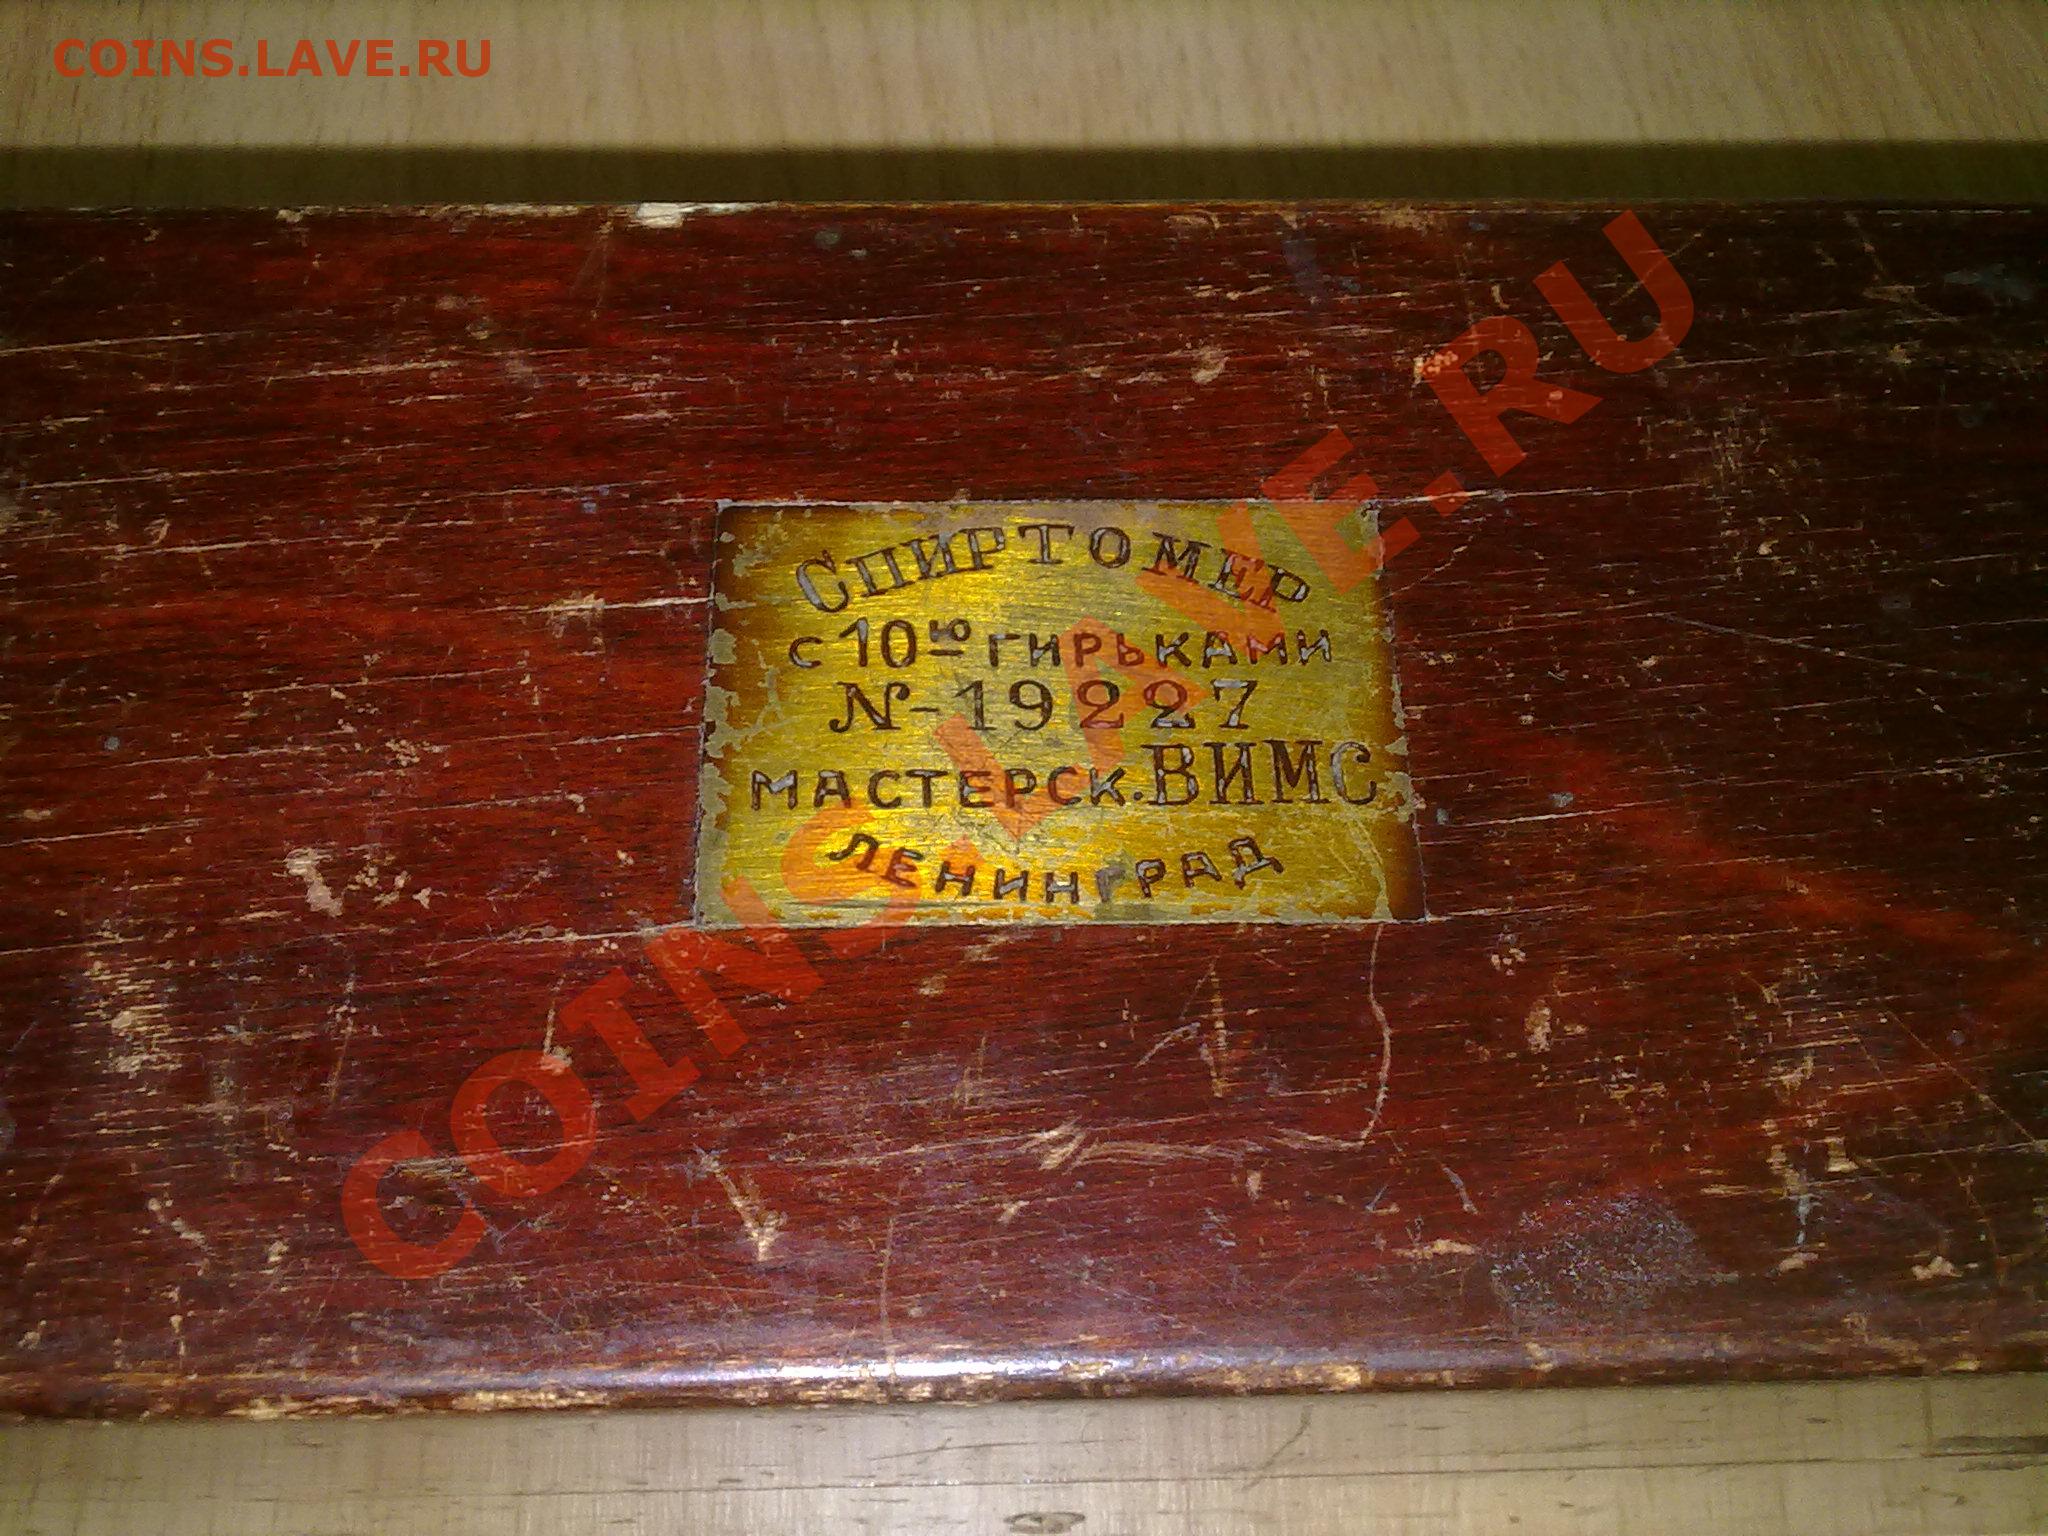 COINS.LAVE.RU
СПИРТОМЕР
с 10ю гирьками
№-19227
мастерск. ВИМС
ЛЕНИНГРАД
COINS.LAVE.RU